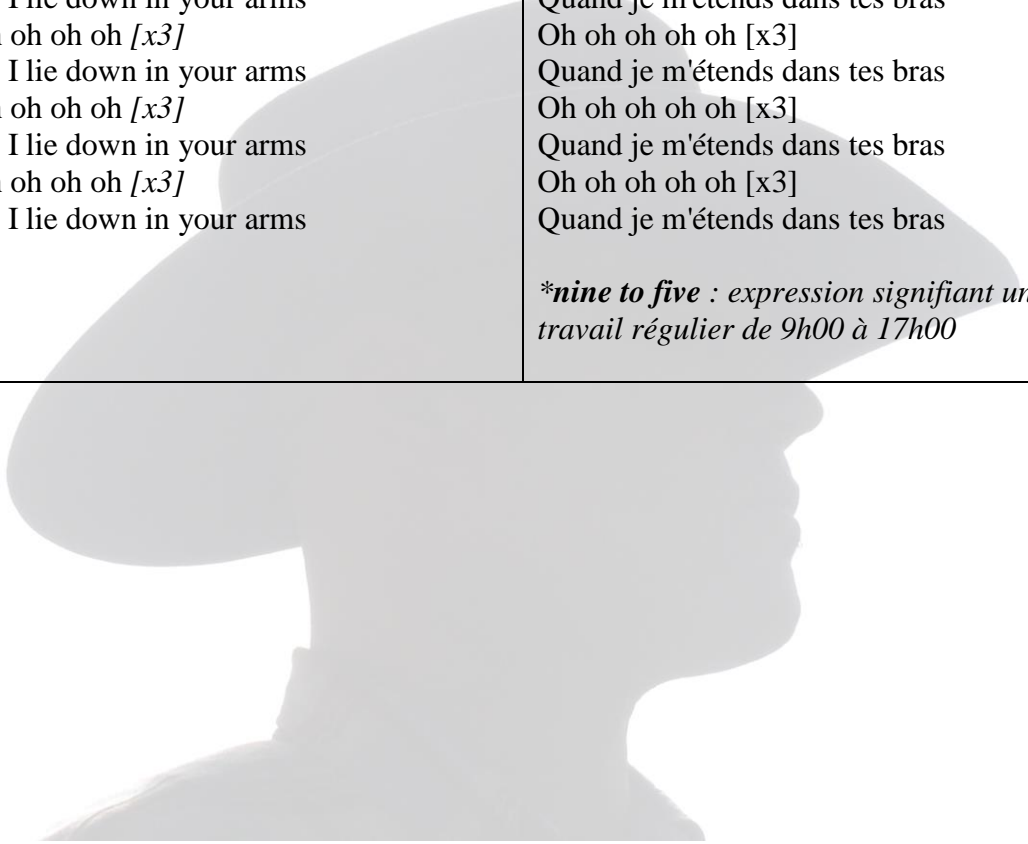 I lie down in your arms
oh oh oh [x3]
I lie down in your arms
oh oh oh [x3]
I lie down in your arms
oh oh oh [x3]
I lie down in your arms
Quand je m'étends dans tes bras
Oh oh oh oh oh [x3]
Quand je m'étends dans tes bras
Oh oh oh oh oh [x3]
Quand je m'étends dans tes bras
Oh oh oh oh oh [x3]
Quand je m'étends dans tes bras
*nine to five : expression signifiant un
travail régulier de 9h00 à 17h00